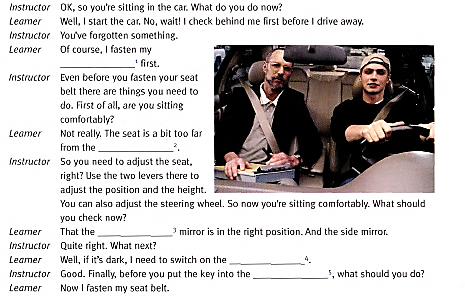 Instructor OK, so you're sitting in the car. What do you do now?
Learner Well, I start the car. No, wait! I check behind me first before I drive away.
Instructor You've forgotten something.
Learner Of course, I fasten my
______________¹ first.
Instructor Even before you fasten your seat
belt there are things you need to
do. First of all, are you sitting
comfortably?
Learner Not really. The seat is a bit too far
from the ______________².
Instructor So you need to adjust the seat,
right? Use the two levers there to
adjust the position and the height.
You can also adjust the steering wheel. So now you're sitting comfortably. What should
you check now?
Learner That the ______________³ mirror is in the right position. And the side mirror.
Instructor Quite right. What next?
Learner Well, if it's dark, I need to switch on the ______________⁴.
Instructor Good. Finally, before you put the key into the ______________⁵, what should you do?
Learner Now I fasten my seat belt.